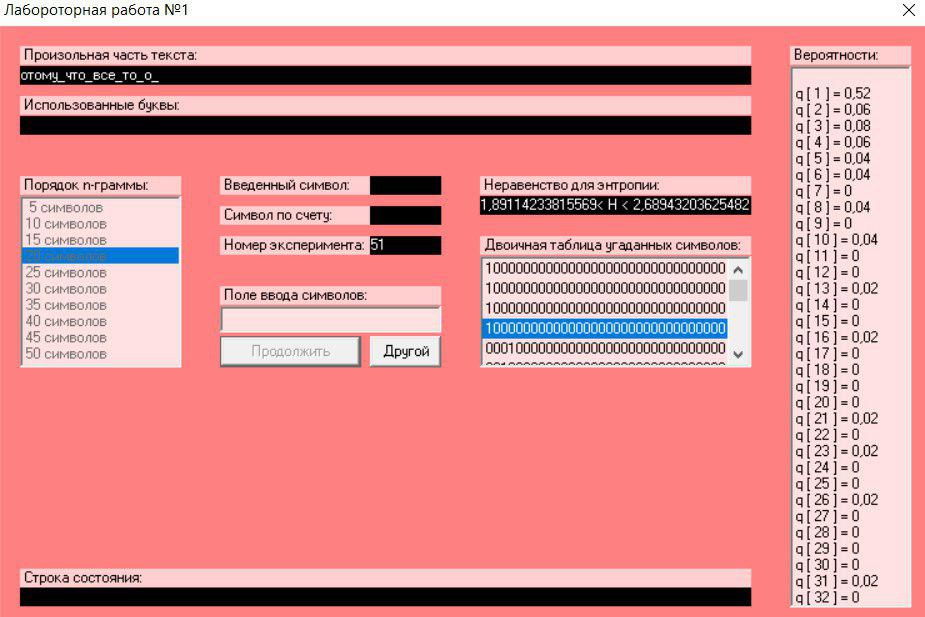 Лабороторная работа №1
Произольная часть текста:
отому_что_все_то_о_
Использованные буквы:
Порядок n-граммы:
5 символов
10 символов
15 символов
20 символов
25 символов
30 символов
35 символов
40 символов
45 символов
50 символов
Введенный символ:
Символ по счету:
Номер эксперимента: 51
Поле ввода символов:
Продолжить
Другой
Неравенство для энтропии:
1,89114233815569< H < 2,68943203625482
Двоичная таблица угаданных символов:
10000000000000000000000000000000
10000000000000000000000000000000
10000000000000000000000000000000
10000000000000000000000000000000
00010000000000000000000000000000
Вероятности:
q[ 1 ] = 0,52
q[ 2 ] = 0,06
q[ 3 ] = 0,08
q[ 4 ] = 0,06
q[ 5 ] = 0,04
q[ 6 ] = 0,04
q[ 7 ] = 0
q[ 8 ] = 0,04
q[ 9 ] = 0
q[ 10 ] = 0,04
q[ 11 ] = 0
q[ 12 ] = 0
q[ 13 ] = 0,02
q[ 14 ] = 0
q[ 15 ] = 0
q[ 16 ] = 0,02
q[ 17 ] = 0
q[ 18 ] = 0
q[ 19 ] = 0
q[ 20 ] = 0
q[ 21 ] = 0,02
q[ 22 ] = 0
q[ 23 ] = 0,02
q[ 24 ] = 0
q[ 25 ] = 0
q[ 26 ] = 0,02
q[ 27 ] = 0
q[ 28 ] = 0
q[ 29 ] = 0
q[ 30 ] = 0
q[ 31 ] = 0,02
q[ 32 ] = 0
Строка состояния: